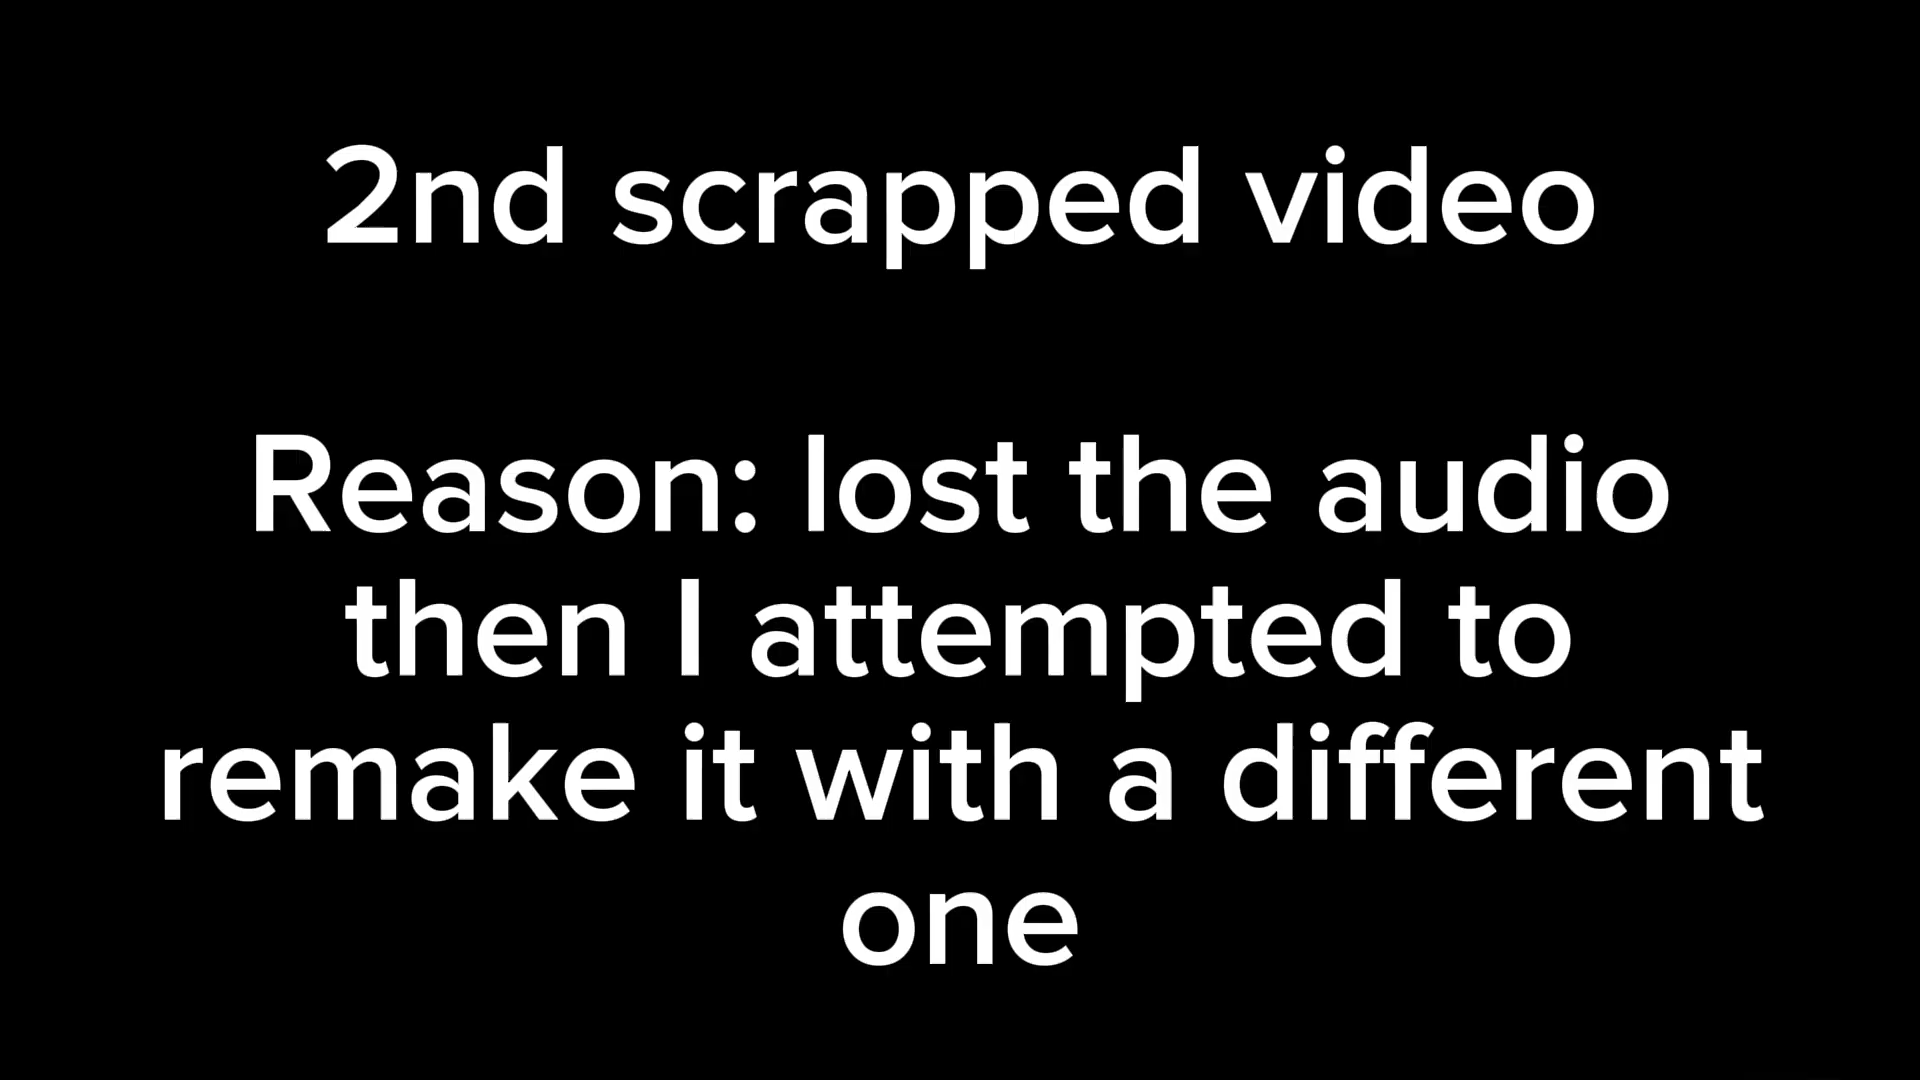 2nd scrapped video
Reason: lost the audio
then I attempted to
remake it with a different
one